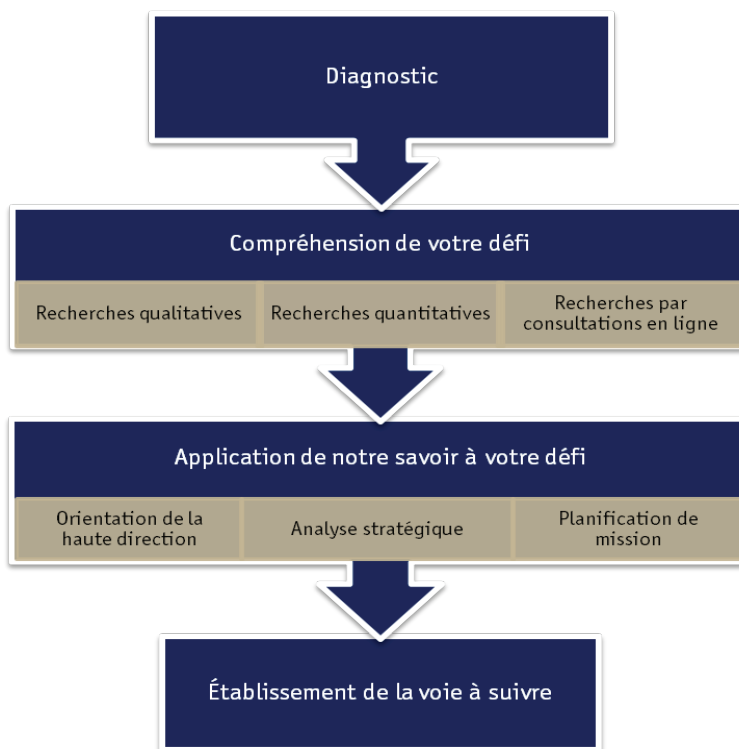 Diagnostic
Compréhension de votre défi
Recherches qualitatives
Recherches quantitatives
Recherches par
consultations en ligne
Application de notre savoir à votre défi
Orientation de la
haute direction
Analyse stratégique
Planification de
mission
Établissement de la voie à suivre